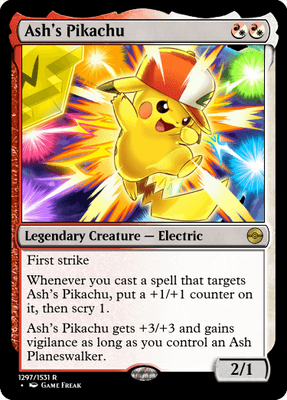 Ash's Pikachu
Legendary Creature — Electric
First strike
Whenever you cast a spell that targets
Ash's Pikachu, put a +1/+1 counter on
it, then scry 1.
Ash's Pikachu gets +3/+3 and gains
vigilance as long as you control an Ash
Planeswalker.
2/1
1297/1531 R
• GAME FREAK